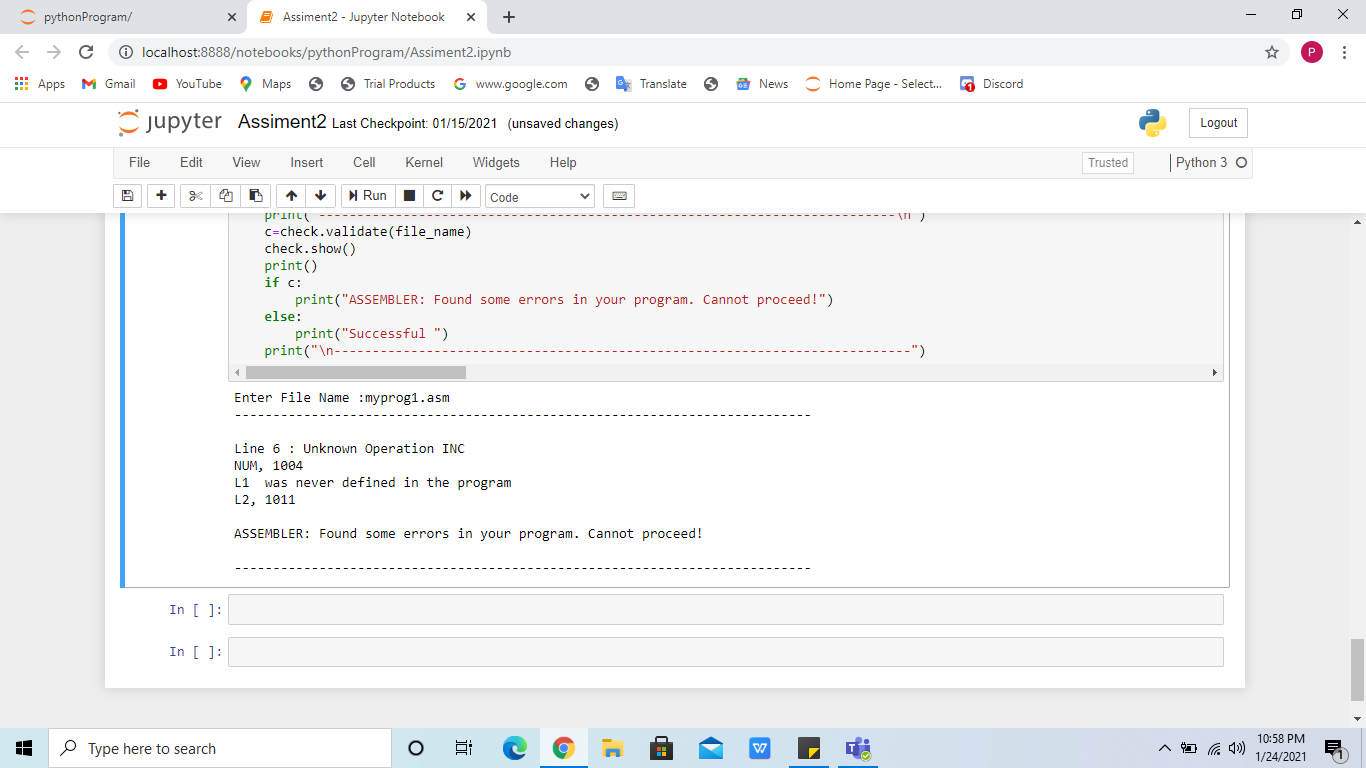 pythonProgram/
Assiment2 - Jupyter Notebook
localhost:8888/notebooks/pythonProgram/Assiment2.ipynb
P
Apps Gmail YouTube Maps Trial Products G www.google.com Translate News Home Page - Select... Discord
jupyter Assiment2 Last Checkpoint: 01/15/2021 (unsaved changes) Logout
File Edit View Insert Cell Kernel Widgets Help Trusted Python 3
Run Code
print("---------------------------------------------------------------------------\n")
c=check.validate(file_name)
check.show()
print()
if c:
print("ASSEMBLER: Found some errors in your program. Cannot proceed!")
else:
print("Successful ")
print("\n---------------------------------------------------------------------------")
Enter File Name :myprog1.asm
---------------------------------------------------------------------------
Line 6 : Unknown Operation INC
NUM, 1004
L1  was never defined in the program
L2, 1011
ASSEMBLER: Found some errors in your program. Cannot proceed!
---------------------------------------------------------------------------
In [ ]:
In [ ]:
Type here to search
10:58 PM
1/24/2021
1